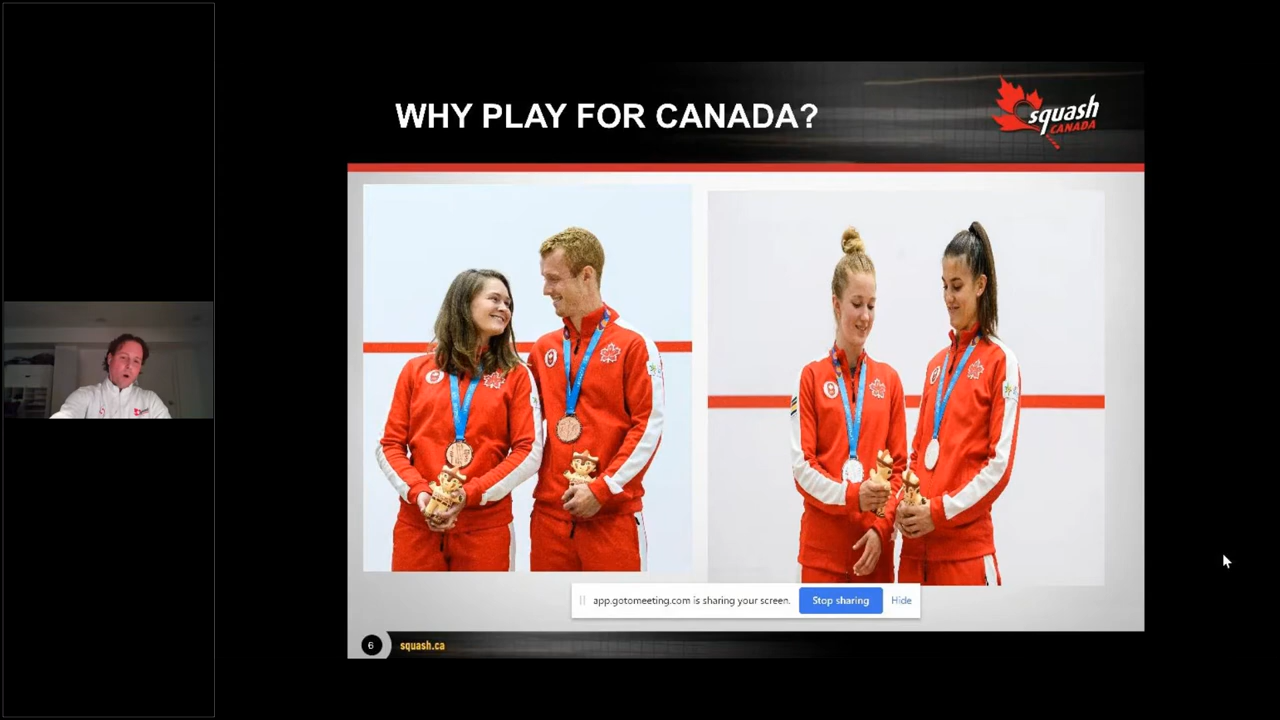 WHY PLAY FOR CANADA?
squash
CANADA
app.gotomeeting.com is sharing your screen.
Stop sharing
Hide
6
squash.ca